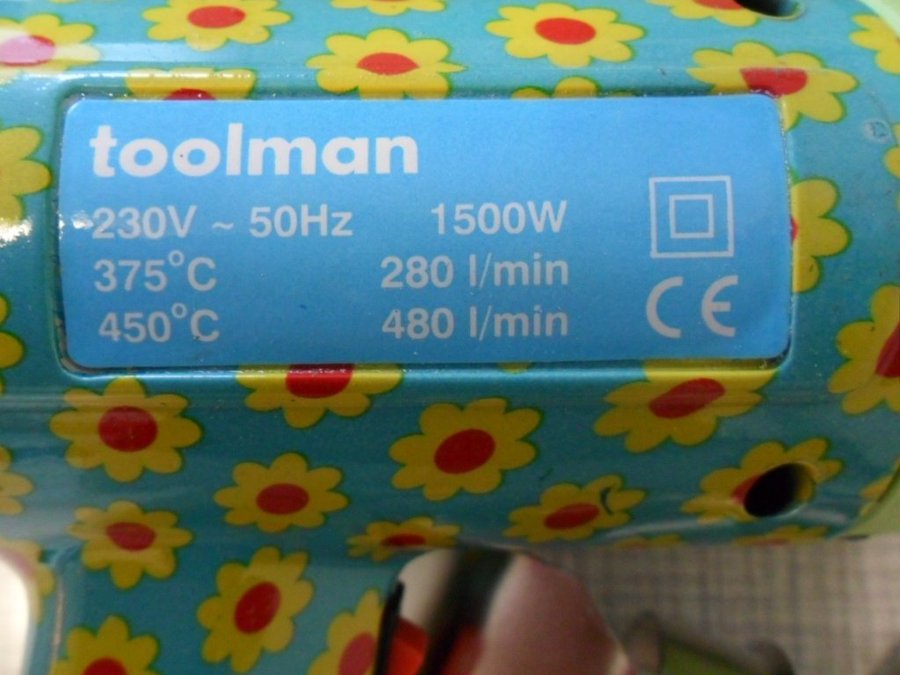 toolman
230V ~ 50Hz 1500W
375°C 280 l/min
450°C 480 l/min
CE